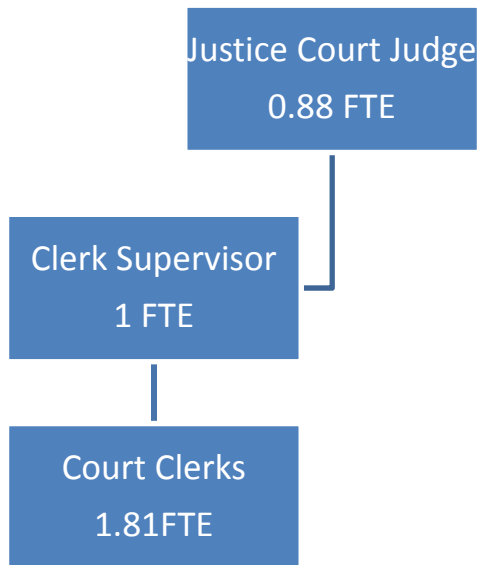 Justice Court Judge
0.88 FTE
Clerk Supervisor
1 FTE
Court Clerks
1.81FTE